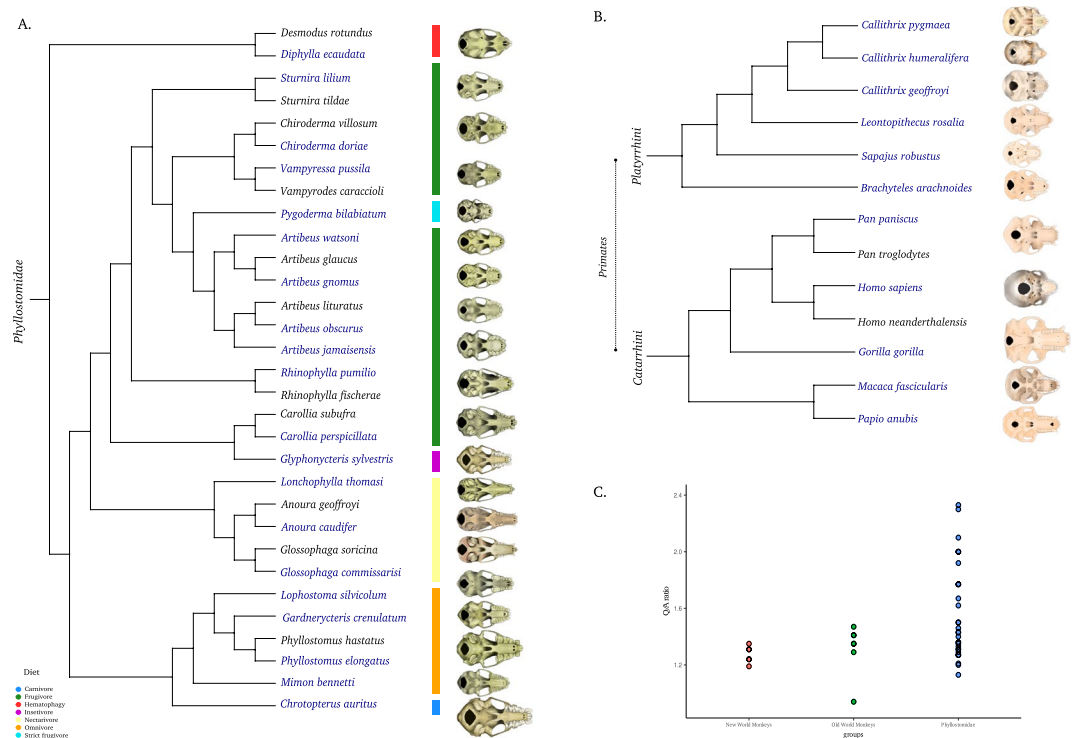 A.
Phyllostomidae
Desmodus rotundus
Diphylla ecaudata
Sturnira lilium
Sturnira tildae
Chiroderma villosum
Chiroderma doriae
Vampyressa pussila
Vampyrodes caraccioli
Pygoderma bilabiatum
Artibeus watsoni
Artibeus glaucus
Artibeus gnomus
Artibeus lituratus
Artibeus obscurus
Artibeus jamaisensis
Rhinophylla pumilio
Rhinophylla fischerae
Carollia subufra
Carollia perspicillata
Glyphonycteris sylvestris
Lonchophylla thomasi
Anoura geoffroyi
Anoura caudifer
Glossophaga soricina
Glossophaga commissarisi
Lophostoma silvicolum
Gardnerycteris crenulatum
Phyllostomus hastatus
Phyllostomus elongatus
Mimon bennetti
Chrotopterus auritus
Diet
Carnivore
Frugivore
Hematophagy
Insetivore
Nectarivore
Omnivore
Strict frugivore
B.
Primates
Platyrrhini
Catarrhini
Callithrix pygmaea
Callithrix humeralifera
Callithrix geoffroyi
Leontopithecus rosalia
Sapajus robustus
Brachyteles arachnoides
Pan paniscus
Pan troglodytes
Homo sapiens
Homo neanderthalensis
Gorilla gorilla
Macaca fascicularis
Papio anubis
C.
Q/A ratio
2.4
2.0
1.6
1.2
New World Monkeys
Old World Monkeys
Phyllostomidae
groups